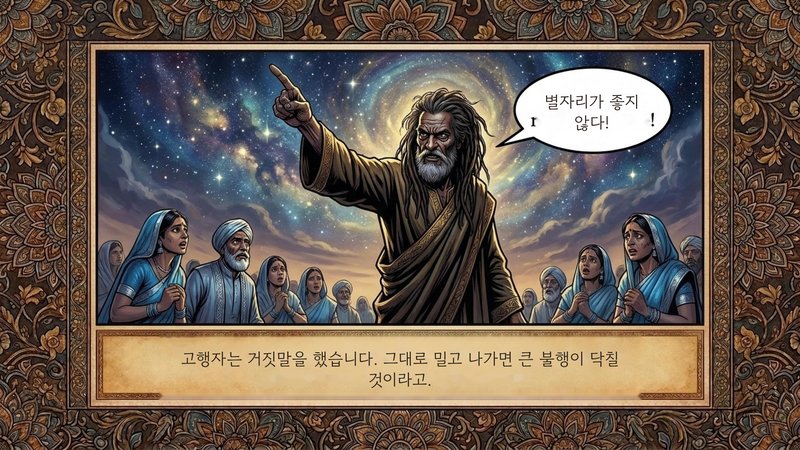 별자리가 좋지
않다!
!
고행자는 거짓말을 했습니다. 그대로 밀고 나가면 큰 불행이 닥칠
것이라고.